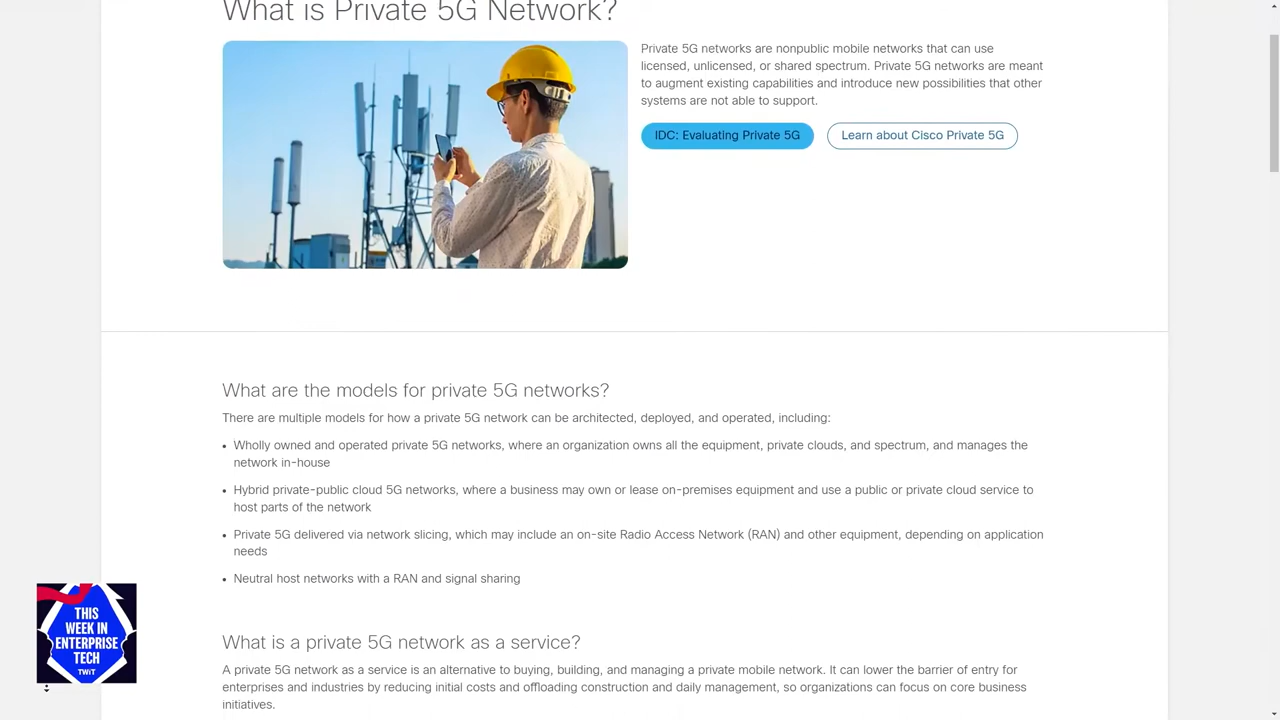 What is Private 5G Network?
Private 5G networks are nonpublic mobile networks that can use
licensed, unlicensed, or shared spectrum. Private 5G networks are meant
to augment existing capabilities and introduce new possibilities that other
systems are not able to support.
IDC: Evaluating Private 5G
Learn about Cisco Private 5G
What are the models for private 5G networks?
There are multiple models for how a private 5G network can be architected, deployed, and operated, including:
• Wholly owned and operated private 5G networks, where an organization owns all the equipment, private clouds, and spectrum, and manages the
network in-house
• Hybrid private-public cloud 5G networks, where a business may own or lease on-premises equipment and use a public or private cloud service to
host parts of the network
• Private 5G delivered via network slicing, which may include an on-site Radio Access Network (RAN) and other equipment, depending on application
needs
• Neutral host networks with a RAN and signal sharing
What is a private 5G network as a service?
A private 5G network as a service is an alternative to buying, building, and managing a private mobile network. It can lower the barrier of entry for
enterprises and industries by reducing initial costs and offloading construction and daily management, so organizations can focus on core business
initiatives.
THIS
WEEK IN
ENTERPRISE
TECH
TWiT